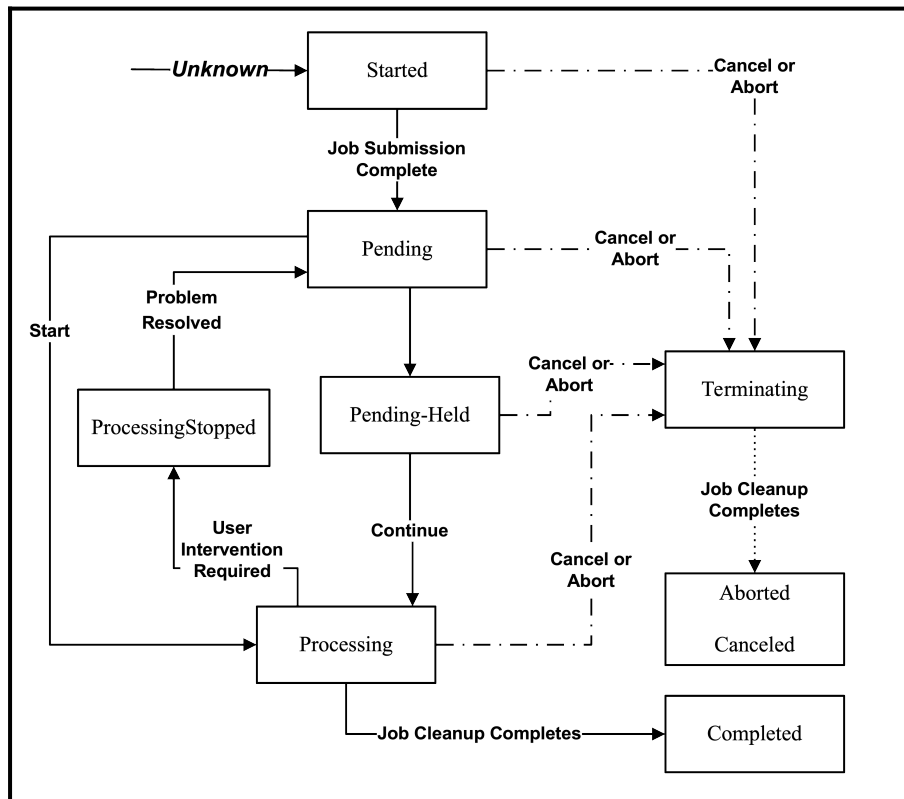 Unknown
Started
Cancel or
Abort
Job Submission
Complete
Pending
Cancel or
Abort
Problem
Resolved
Start
Cancel or
Abort
Terminating
ProcessingStopped
Pending-Held
Job Cleanup
Completes
User
Intervention
Required
Continue
Cancel or
Abort
Aborted
Canceled
Processing
Job Cleanup Completes
Completed